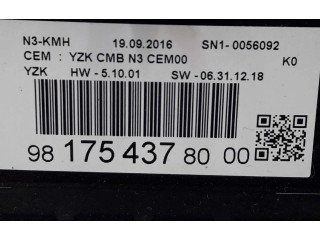 N3-KMH 19.09.2016 SN1- 0056092
CEM : YZK CMB N3 CEM00 K0
YZK HW - 5.10.01 SW - 06.31.12.18
98 175 437 80 00